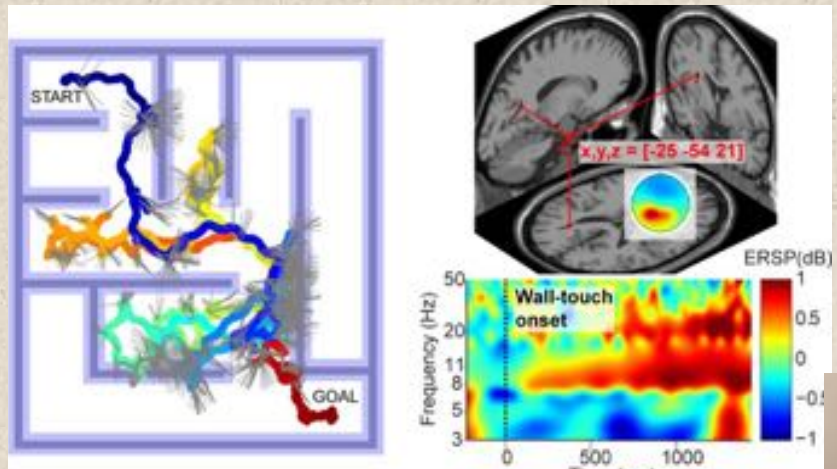 START
GOAL
x,y,z = [-25 -54 21]
ERSP(dB)
Wall-touch
onset
Frequency (Hz)
50
20
11
8
5
3
0
500
1000
1
0.5
0
−1